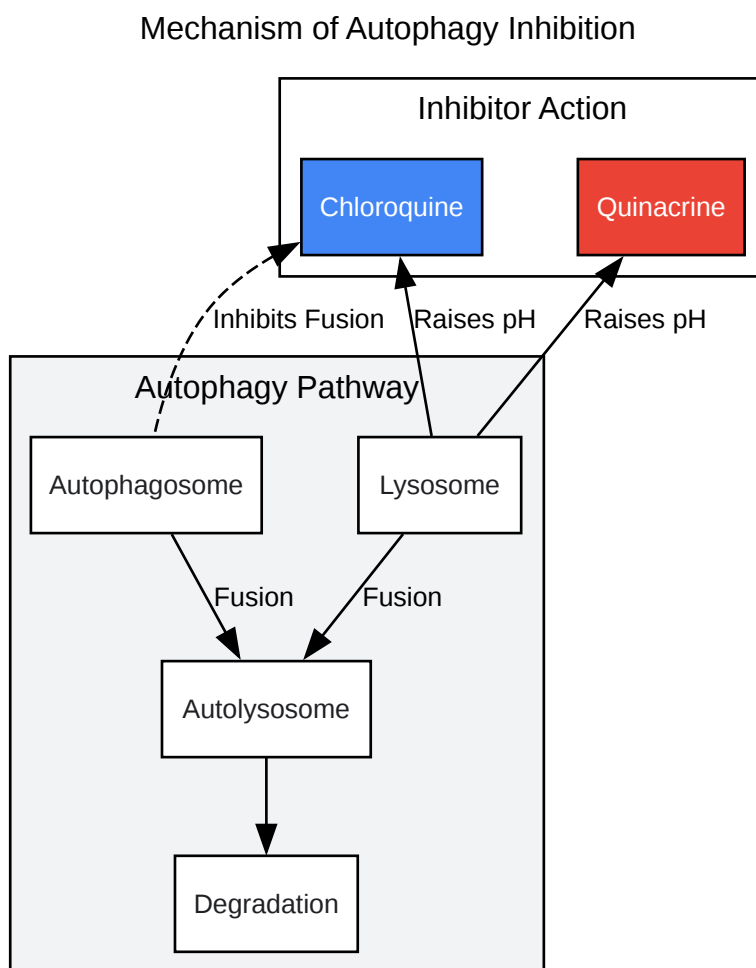 Mechanism of Autophagy Inhibition
Inhibitor Action
Chloroquine
Quinacrine
Inhibits Fusion
Raises pH
Raises pH
Autophagy Pathway
Autophagosome
Lysosome
Fusion
Fusion
Autolysosome
Degradation